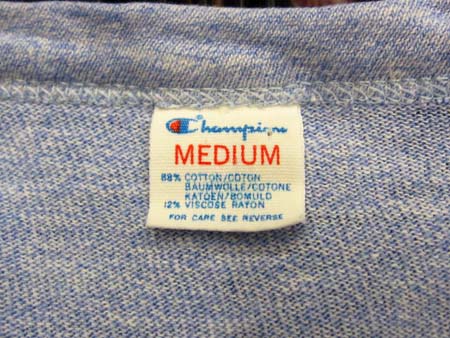 Champion
MEDIUM
88% COTTON/COTON
BAUMWOLLE/COTONE
KATOEN/BOMULD
12% VISCOSE RAYON
FOR CARE SEE REVERSE